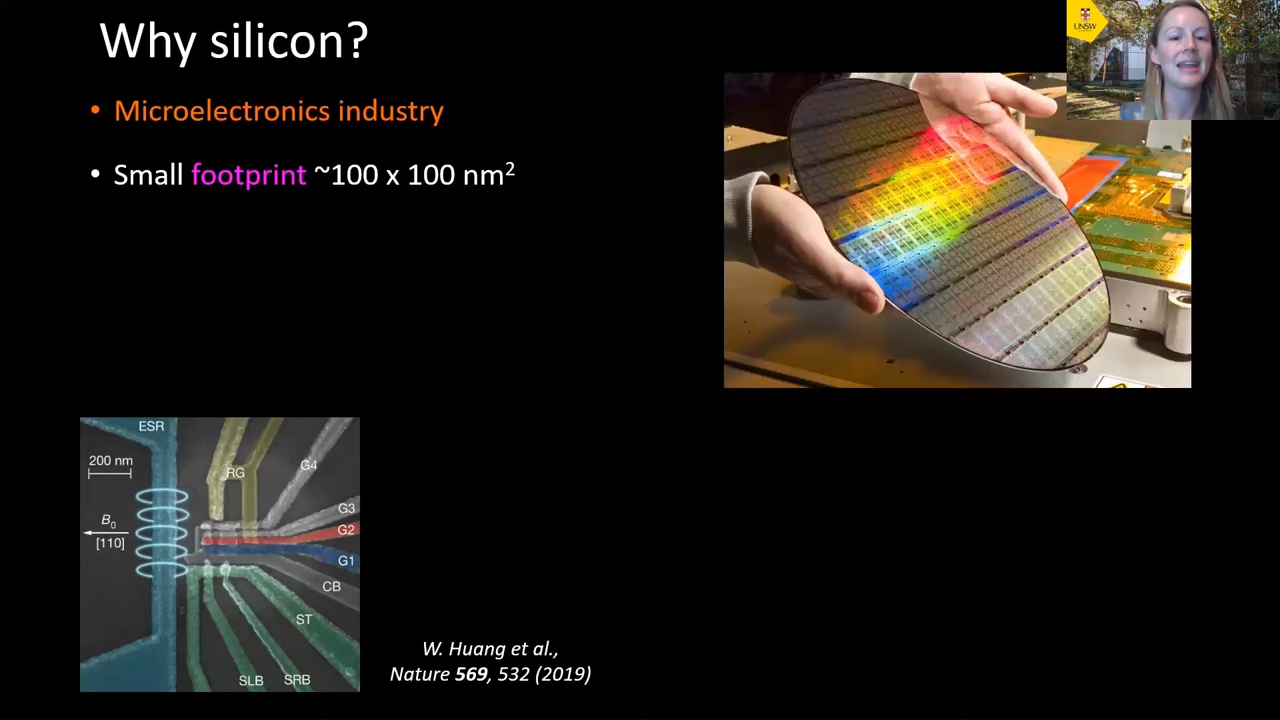 Why silicon?
UNSW
• Microelectronics industry
• Small footprint ~100 x 100 nm²
ESR
200 nm
RG
G4
G3
B₀
G2
[110]
G1
CB
ST
SLB
SRB
W. Huang et al.,
Nature 569, 532 (2019)